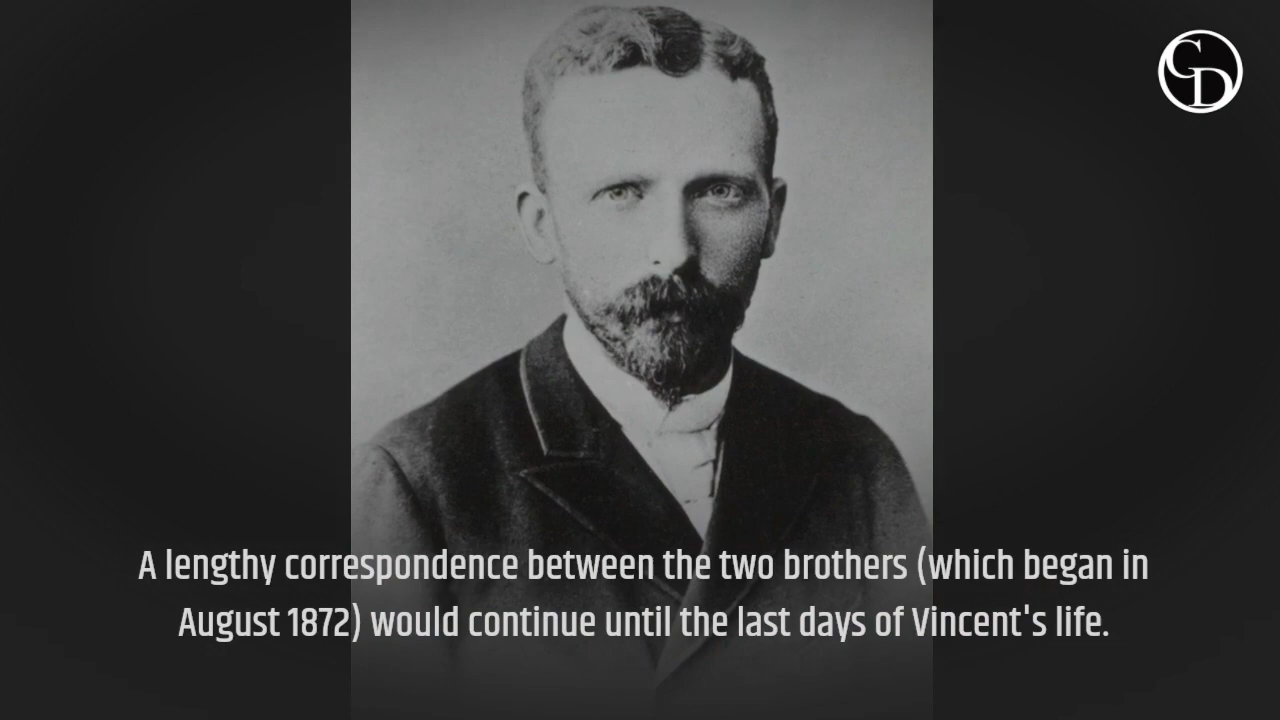 CD
A lengthy correspondence between the two brothers (which began in
August 1872) would continue until the last days of Vincent's life.